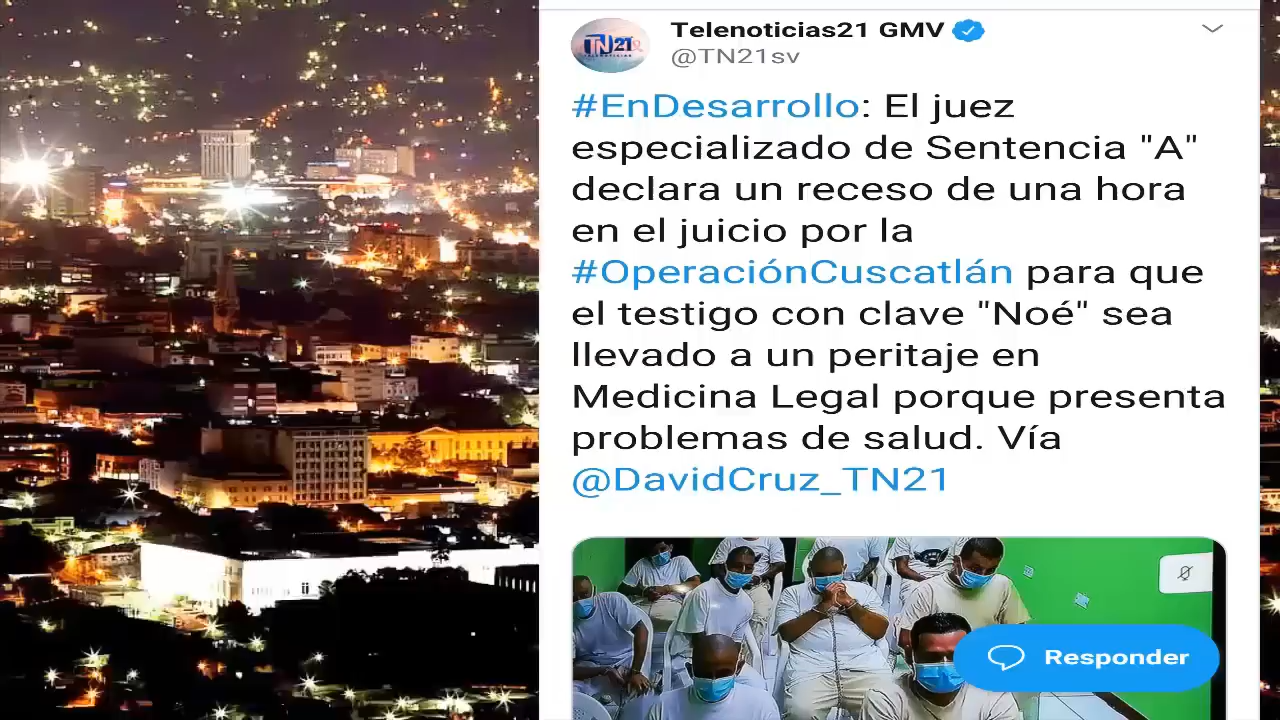 Telenoticias21 GMV
TN21
@TN21sv
#EnDesarrollo: El juez
especializado de Sentencia "A"
declara un receso de una hora
en el juicio por la
#OperaciónCuscatlán para que
el testigo con clave "Noé" sea
llevado a un peritaje en
Medicina Legal porque presenta
problemas de salud. Vía
@DavidCruz_TN21
Responder